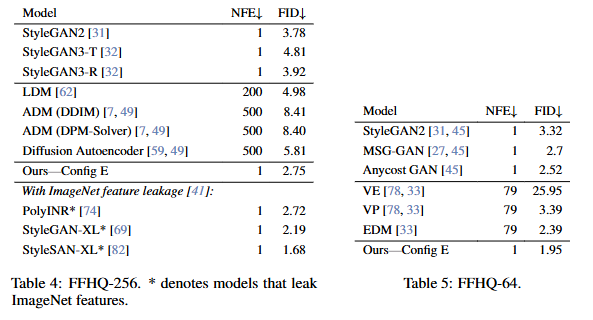 Model NFE↓ FID↓
StyleGAN2 [31] 1 3.78
StyleGAN3-T [32] 1 4.81
StyleGAN3-R [32] 1 3.92
LDM [62] 200 4.98
ADM (DDIM) [7, 49] 500 8.41
ADM (DPM-Solver) [7, 49] 500 8.40
Diffusion Autoencoder [59, 49] 500 5.81
Ours—Config E 1 2.75
With ImageNet feature leakage [41]:
PolyINR* [74] 1 2.72
StyleGAN-XL* [69] 1 2.19
StyleSAN-XL* [82] 1 1.68
Table 4: FFHQ-256. * denotes models that leak
ImageNet features.
Model NFE↓ FID↓
StyleGAN2 [31, 45] 1 3.32
MSG-GAN [27, 45] 1 2.7
Anycost GAN [45] 1 2.52
VE [78, 33] 79 25.95
VP [78, 33] 79 3.39
EDM [33] 79 2.39
Ours—Config E 1 1.95
Table 5: FFHQ-64.